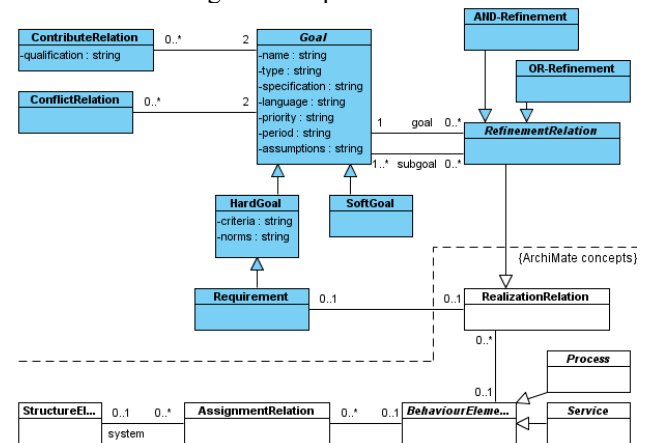 ContributeRelation
-qualification : string
0..*
2
Goal
-name : string
-type : string
-specification : string
-language : string
-priority : string
-period : string
-assumptions : string
AND-Refinement
OR-Refinement
ConflictRelation
0..*
2
1
goal
0..*
RefinementRelation
1..*
subgoal
0..*
HardGoal
-criteria : string
-norms : string
SoftGoal
{ArchiMate concepts}
Requirement
0..1
0..1
RealizationRelation
0..*
0..1
Process
StructureEl...
0..1
system
0..*
AssignmentRelation
0..*
0..1
BehaviourEleme...
Service